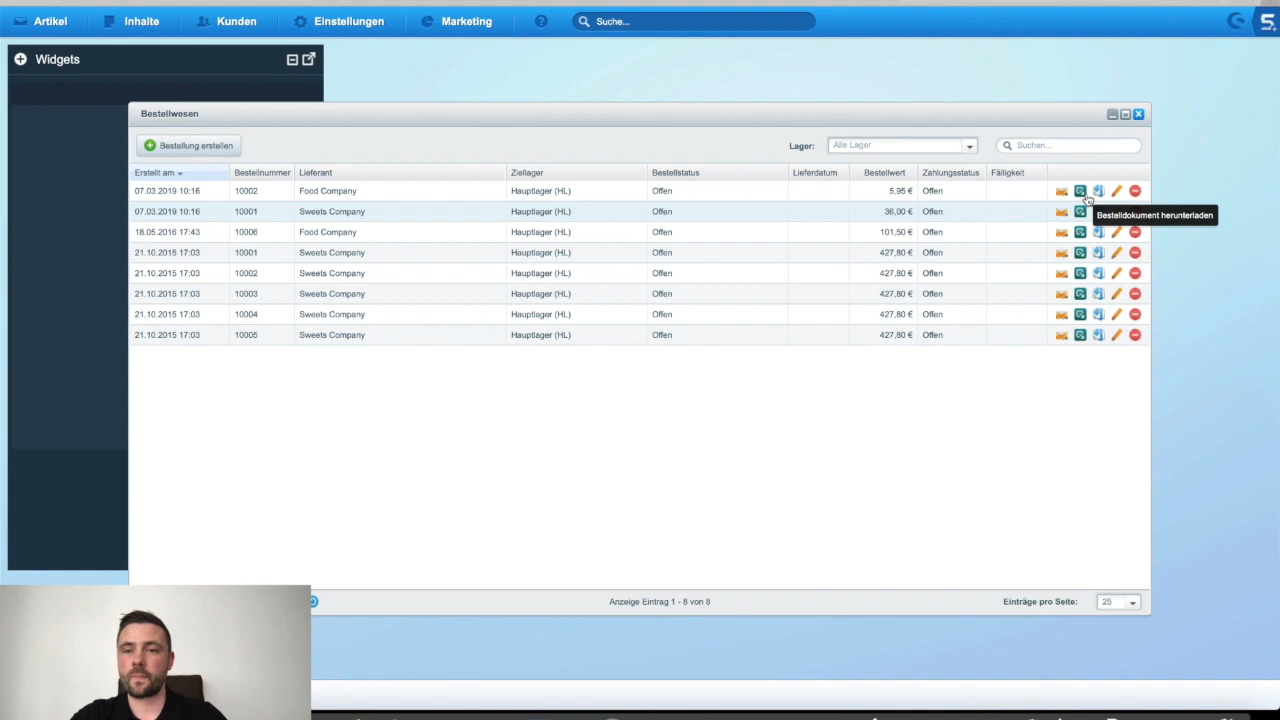 Artikel Inhalte Kunden Einstellungen Marketing Suche...
Widgets
Bestellwesen
Bestellung erstellen Lager: Alle Lager Suchen...
Erstellt am Bestellnummer Lieferant Ziellager Bestellstatus Lieferdatum Bestellwert Zahlungsstatus Fälligkeit
07.03.2019 10:16 10002 Food Company Hauptlager (HL) Offen 5,95 € Offen
07.03.2019 10:16 10001 Sweets Company Hauptlager (HL) Offen 36,00 € Offen
Bestelldokument herunterladen
18.05.2016 17:43 10006 Food Company Hauptlager (HL) Offen 101,50 € Offen
21.10.2015 17:03 10001 Sweets Company Hauptlager (HL) Offen 427,80 € Offen
21.10.2015 17:03 10002 Sweets Company Hauptlager (HL) Offen 427,80 € Offen
21.10.2015 17:03 10003 Sweets Company Hauptlager (HL) Offen 427,80 € Offen
21.10.2015 17:03 10004 Sweets Company Hauptlager (HL) Offen 427,80 € Offen
21.10.2015 17:03 10005 Sweets Company Hauptlager (HL) Offen 427,80 € Offen
Anzeige Eintrag 1 - 8 von 8 Einträge pro Seite: 25